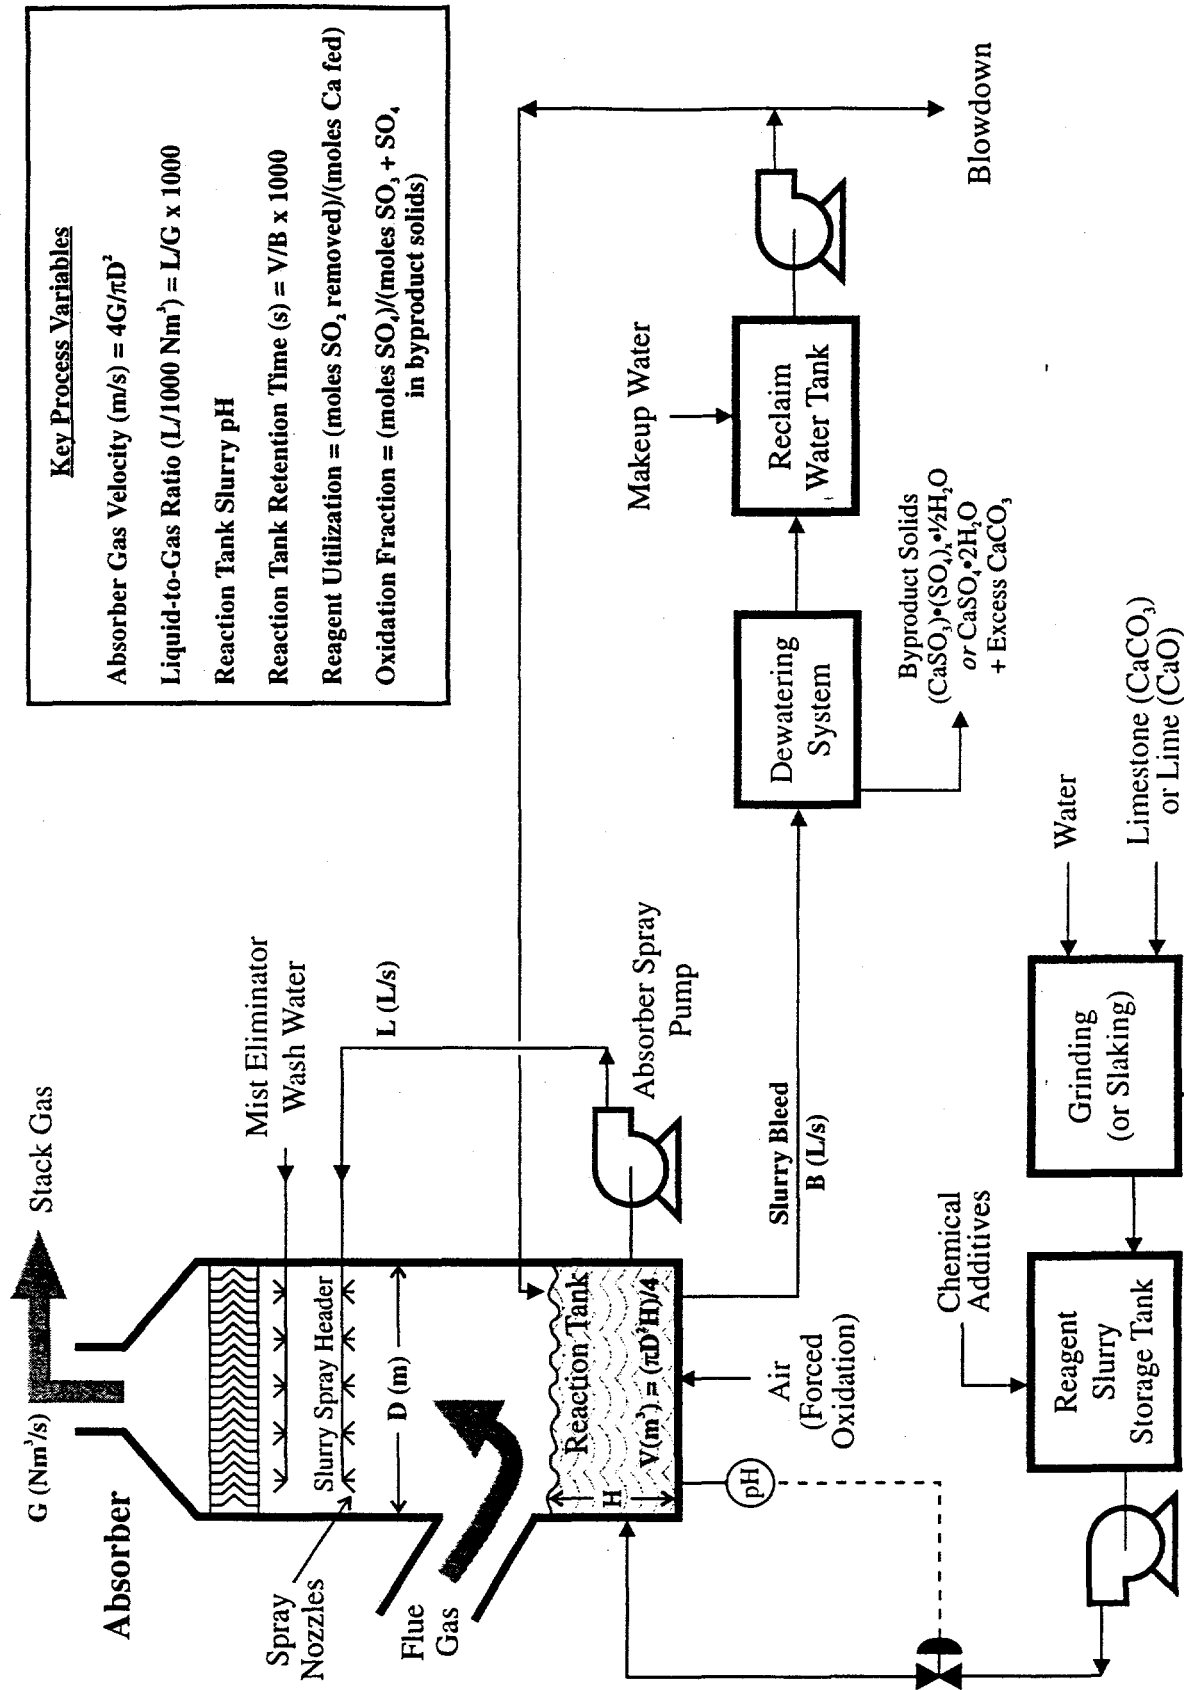 Key Process Variables
Absorber Gas Velocity (m/s) = 4G/πD²
Liquid-to-Gas Ratio (L/1000 Nm³) = L/G x 1000
Reaction Tank Slurry pH
Reaction Tank Retention Time (s) = V/B x 1000
Reagent Utilization = (moles SO₂ removed)/(moles Ca fed)
Oxidation Fraction = (moles SO₄)/(moles SO₃ + SO₄
in byproduct solids)
G (Nm³/s)
Stack Gas
Absorber
Mist Eliminator
Wash Water
Spray
Nozzles
Slurry Spray Header
L (L/s)
D (m)
Flue
Gas
Reaction Tank
H
V(m³) = (πD²H)/4
Absorber Spray
Pump
pH
Air
(Forced
Oxidation)
Slurry Bleed
B (L/s)
Dewatering
System
Byproduct Solids
(CaSO₃)•(SO₄)ₓ•½H₂O
or CaSO₄•2H₂O
+ Excess CaCO₃
Makeup Water
Reclaim
Water Tank
Blowdown
Chemical
Additives
Reagent
Slurry
Storage Tank
Grinding
(or Slaking)
Water
Limestone (CaCO₃)
or Lime (CaO)